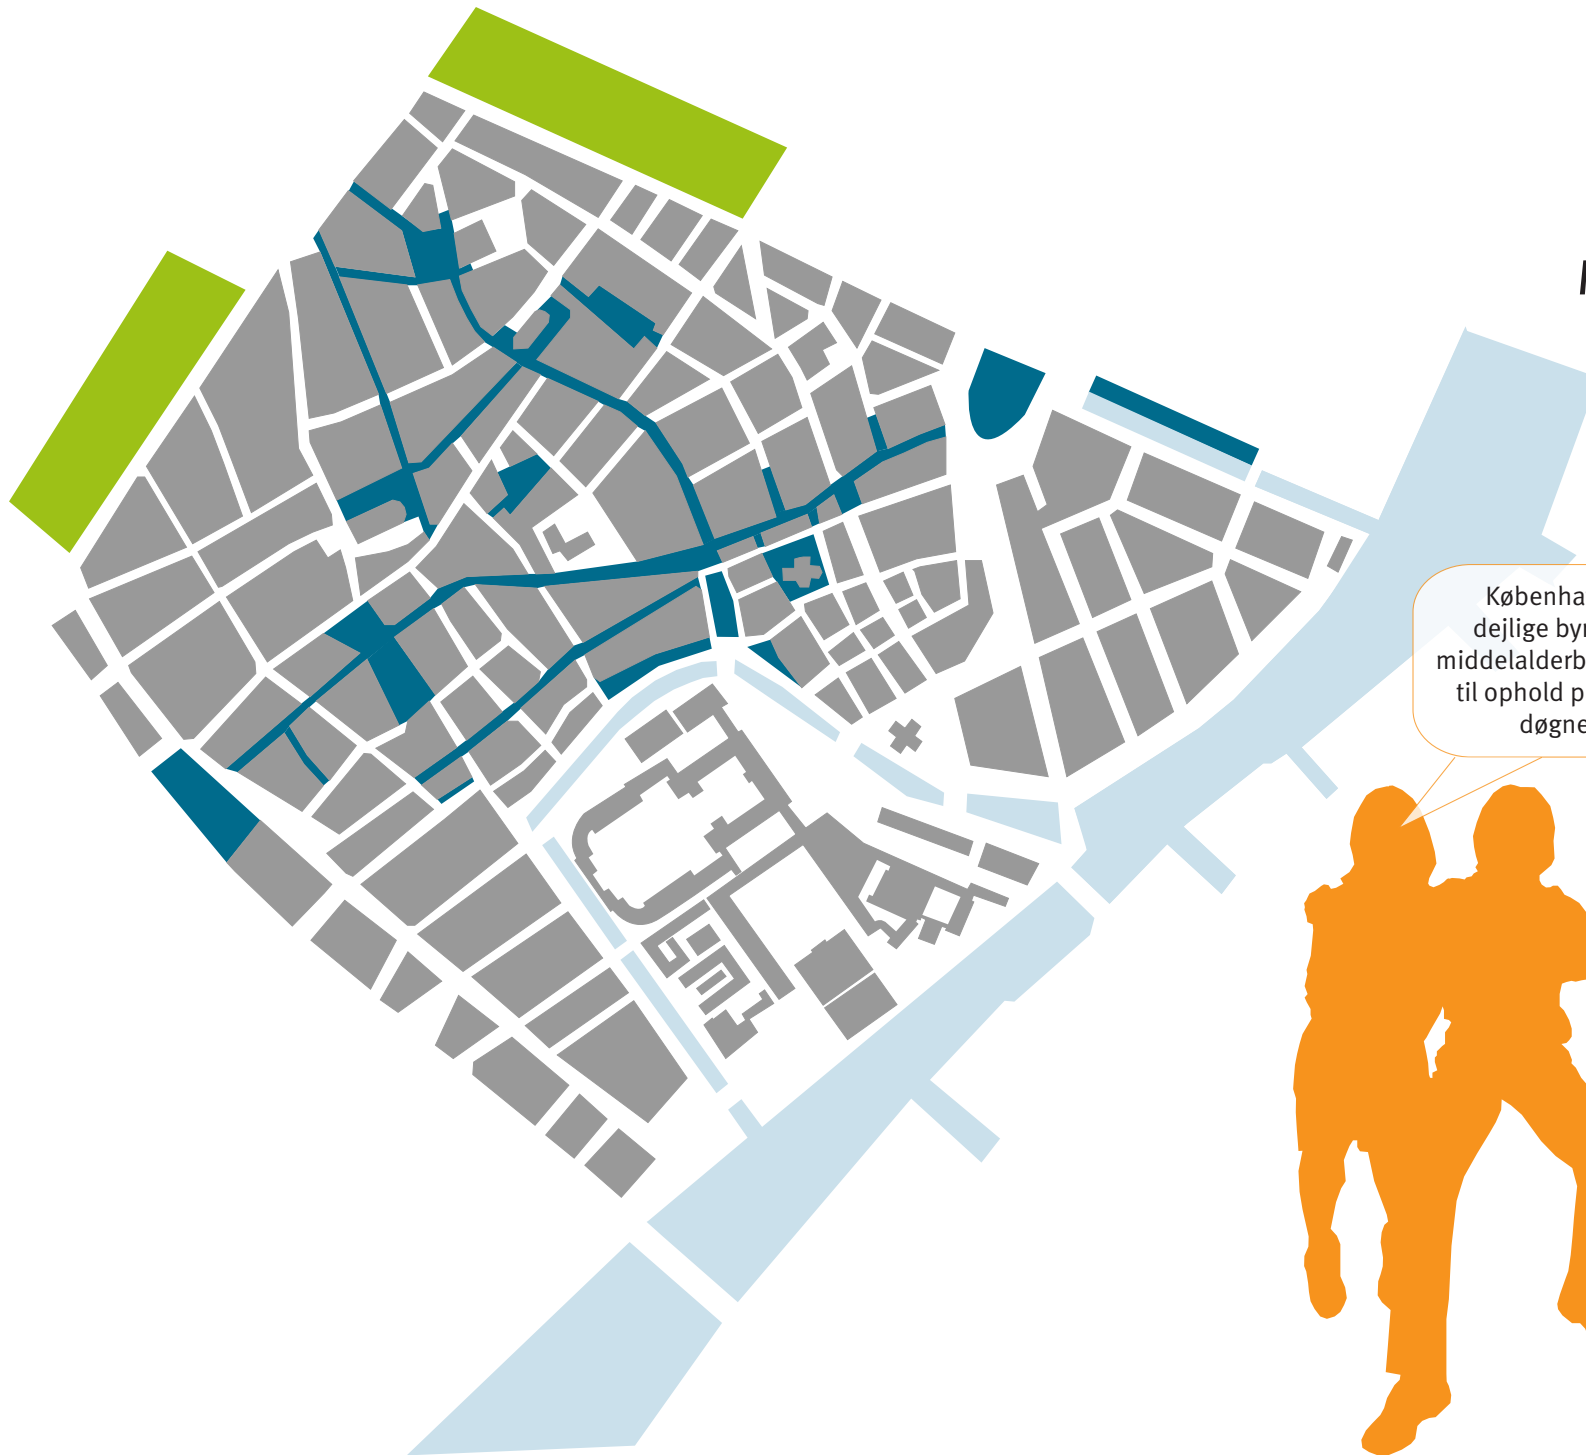 Københa
dejlige byr
middelalderb
til ophold p
døgne